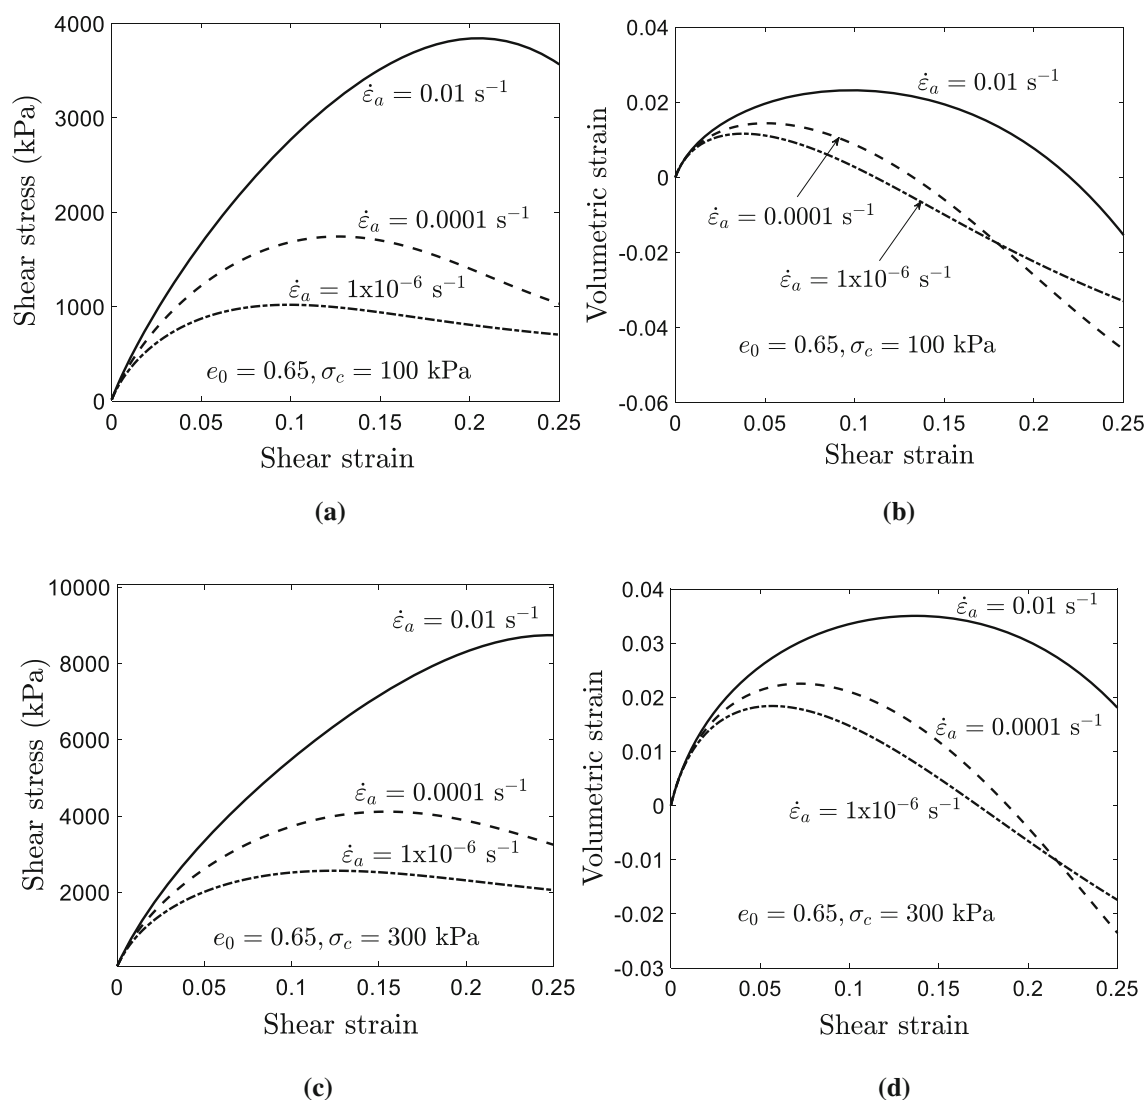 4000
3000
2000
1000
0
Shear stress (kPa)
ε̇ₐ = 0.01 s⁻¹
ε̇ₐ = 0.0001 s⁻¹
ε̇ₐ = 1x10⁻⁶ s⁻¹
e₀ = 0.65, σ_c = 100 kPa
0 0.05 0.1 0.15 0.2 0.25
Shear strain
(a)
0.04
0.02
0
-0.02
-0.04
-0.06
Volumetric strain
ε̇ₐ = 0.01 s⁻¹
ε̇ₐ = 0.0001 s⁻¹
ε̇ₐ = 1x10⁻⁶ s⁻¹
e₀ = 0.65, σ_c = 100 kPa
0 0.05 0.1 0.15 0.2 0.25
Shear strain
(b)
10000
8000
6000
4000
2000
Shear stress (kPa)
ε̇ₐ = 0.01 s⁻¹
ε̇ₐ = 0.0001 s⁻¹
ε̇ₐ = 1x10⁻⁶ s⁻¹
e₀ = 0.65, σ_c = 300 kPa
0 0.05 0.1 0.15 0.2 0.25
Shear strain
(c)
0.04
0.03
0.02
0.01
0
-0.01
-0.02
-0.03
Volumetric strain
ε̇ₐ = 0.01 s⁻¹
ε̇ₐ = 0.0001 s⁻¹
ε̇ₐ = 1x10⁻⁶ s⁻¹
e₀ = 0.65, σ_c = 300 kPa
0 0.05 0.1 0.15 0.2 0.25
Shear strain
(d)